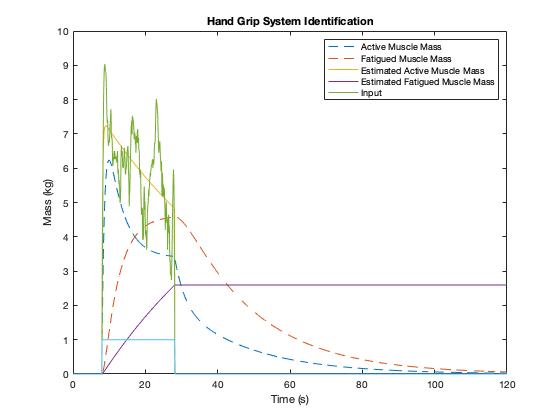 Hand Grip System Identification
10
9
8
7
6
5
4
3
2
1
0
Mass (kg)
Active Muscle Mass
Fatigued Muscle Mass
Estimated Active Muscle Mass
Estimated Fatigued Muscle Mass
Input
0 20 40 60 80 100 120
Time (s)